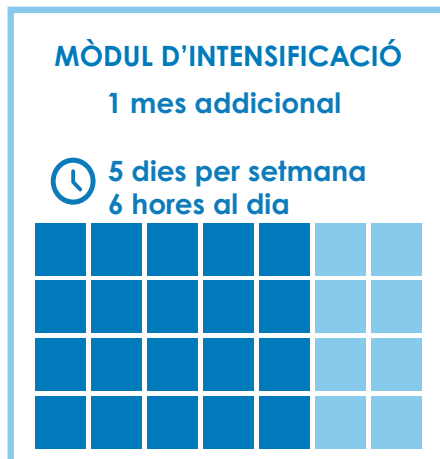 MÒDUL D’INTENSIFICACIÓ
1 mes addicional
5 dies per setmana
6 hores al dia